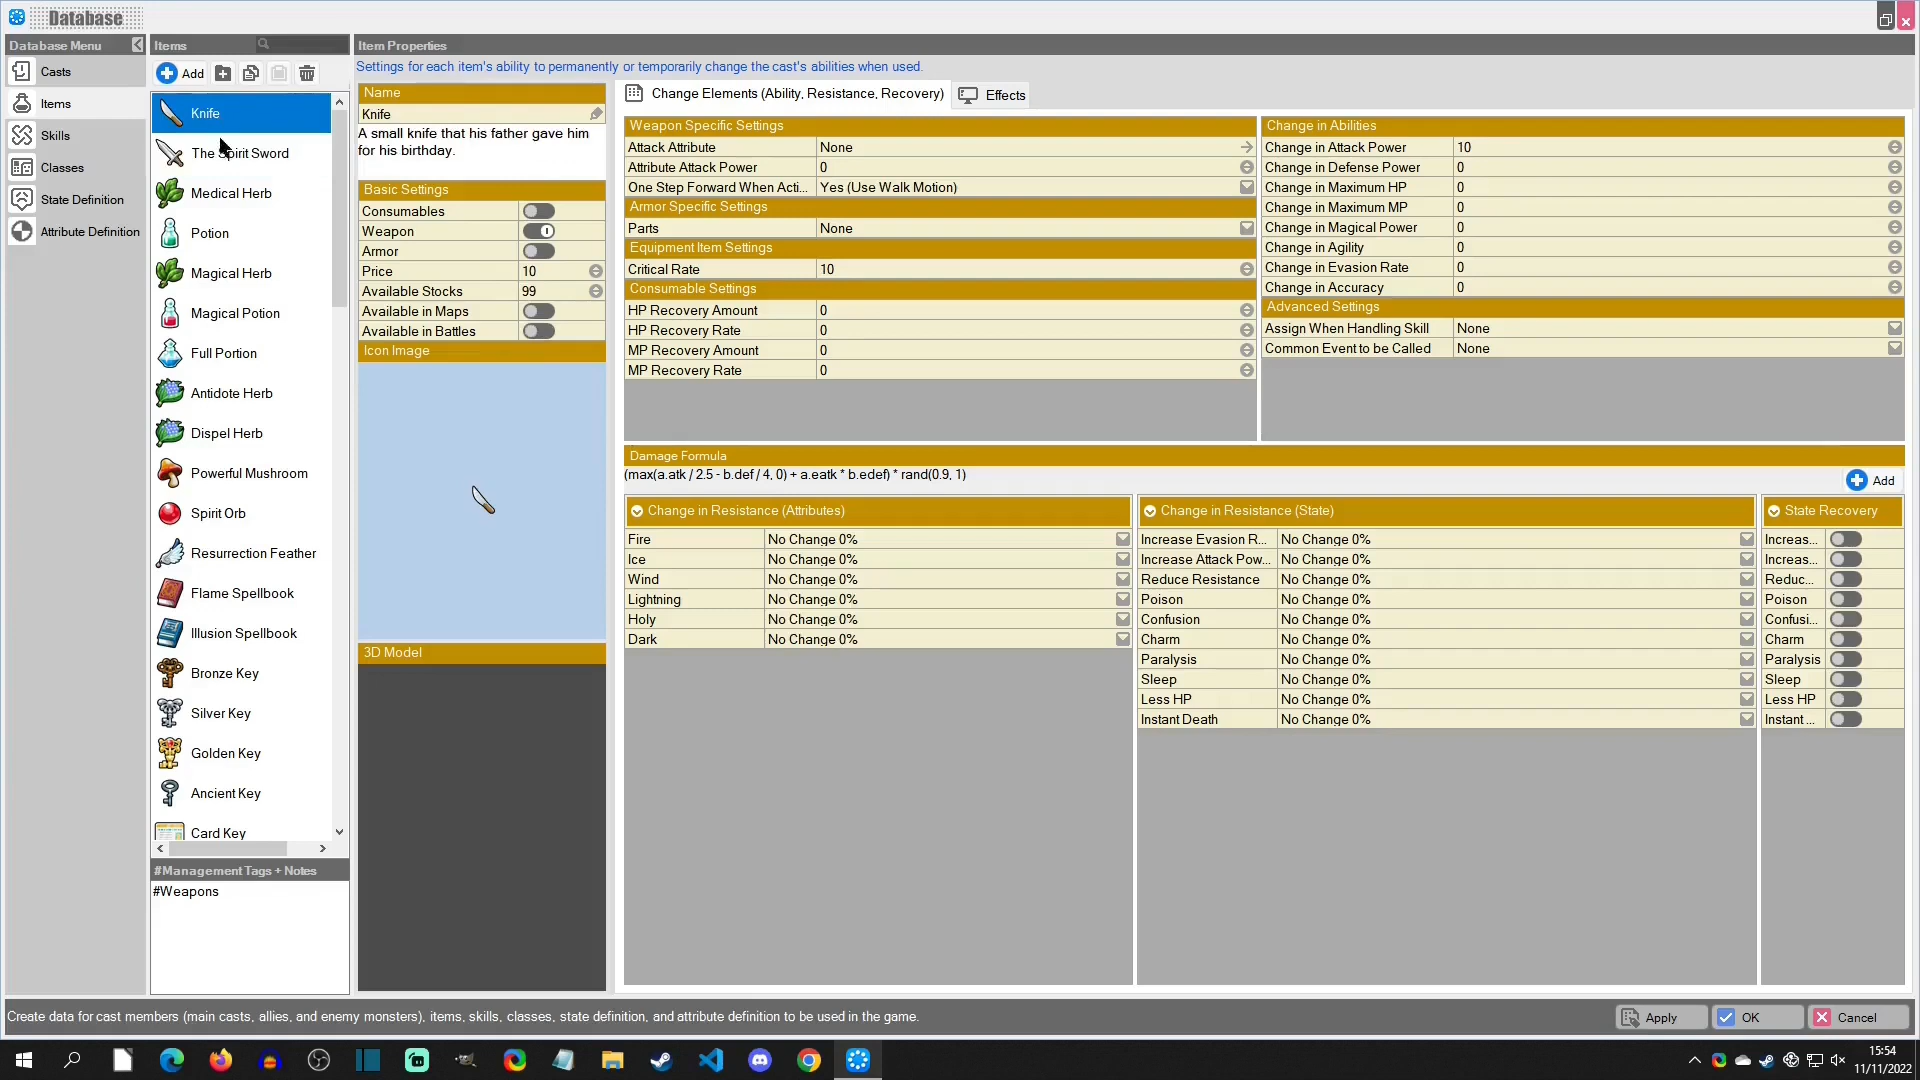 Database
Database Menu
Casts
Items
Skills
Classes
State Definition
Attribute Definition
Items
Add
Knife
The Spirit Sword
Medical Herb
Potion
Magical Herb
Magical Potion
Full Portion
Antidote Herb
Dispel Herb
Powerful Mushroom
Spirit Orb
Resurrection Feather
Flame Spellbook
Illusion Spellbook
Bronze Key
Silver Key
Golden Key
Ancient Key
Card Key
#Management Tags + Notes
#Weapons
Item Properties
Settings for each item's ability to permanently or temporarily change the cast's abilities when used.
Name
Knife
A small knife that his father gave him
for his birthday.
Basic Settings
Consumables
Weapon
Armor
Price 10
Available Stocks 99
Available in Maps
Available in Battles
Icon Image
3D Model
Change Elements (Ability, Resistance, Recovery)
Effects
Weapon Specific Settings
Attack Attribute None
Attribute Attack Power 0
One Step Forward When Acti... Yes (Use Walk Motion)
Armor Specific Settings
Parts None
Equipment Item Settings
Critical Rate 10
Consumable Settings
HP Recovery Amount 0
HP Recovery Rate 0
MP Recovery Amount 0
MP Recovery Rate 0
Change in Abilities
Change in Attack Power 10
Change in Defense Power 0
Change in Maximum HP 0
Change in Maximum MP 0
Change in Magical Power 0
Change in Agility 0
Change in Evasion Rate 0
Change in Accuracy 0
Advanced Settings
Assign When Handling Skill None
Common Event to be Called None
Damage Formula
(max(a.atk / 2.5 - b.def / 4, 0) + a.eatk * b.edef) * rand(0.9, 1)
Add
Change in Resistance (Attributes)
Fire No Change 0%
Ice No Change 0%
Wind No Change 0%
Lightning No Change 0%
Holy No Change 0%
Dark No Change 0%
Change in Resistance (State)
Increase Evasion R... No Change 0%
Increase Attack Pow... No Change 0%
Reduce Resistance No Change 0%
Poison No Change 0%
Confusion No Change 0%
Charm No Change 0%
Paralysis No Change 0%
Sleep No Change 0%
Less HP No Change 0%
Instant Death No Change 0%
State Recovery
Increas...
Increas...
Reduc...
Poison
Confusi...
Charm
Paralysis
Sleep
Less HP
Instant ...
Create data for cast members (main casts, allies, and enemy monsters), items, skills, classes, state definition, and attribute definition to be used in the game.
Apply
OK
Cancel
15:54
11/11/2022